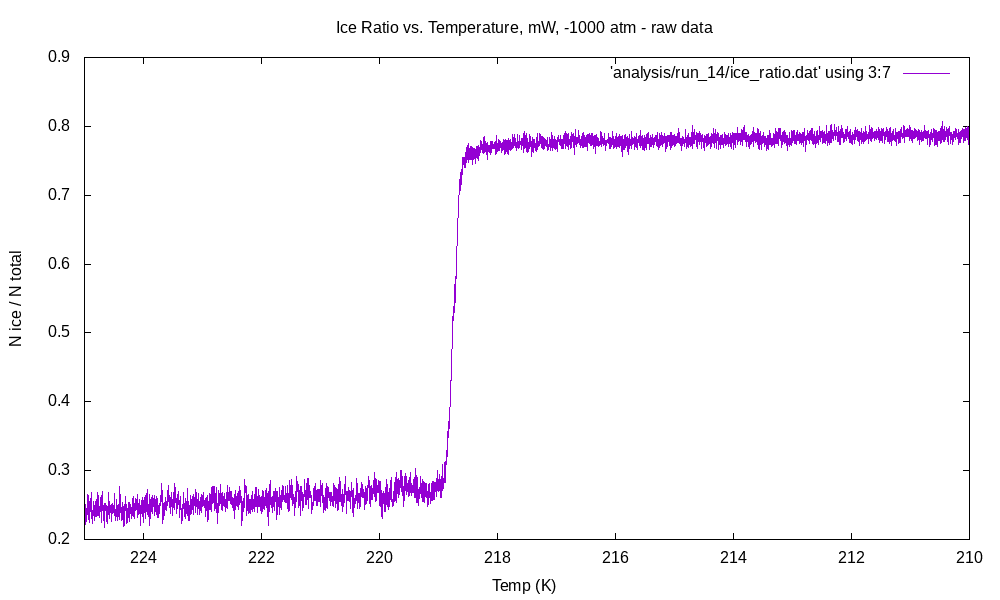 Ice Ratio vs. Temperature, mW, -1000 atm - raw data
'analysis/run_14/ice_ratio.dat' using 3:7
0.9
0.8
0.7
0.6
0.5
0.4
0.3
0.2
N ice / N total
224 222 220 218 216 214 212 210
Temp (K)